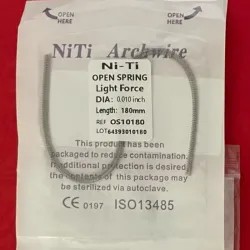 OPEN HERE
OPEN HERE
NiTi Archwire
Ni-Ti
OPEN SPRING
Light Force
DIA: 0.010 inch
Length: 180mm
REF OS10180
LOT 64393010180
This product has been
packaged to reduce contamination.
If additional protection is desired,
the contents of this package may
be sterilized via autoclave.
CE 0197 ISO13485